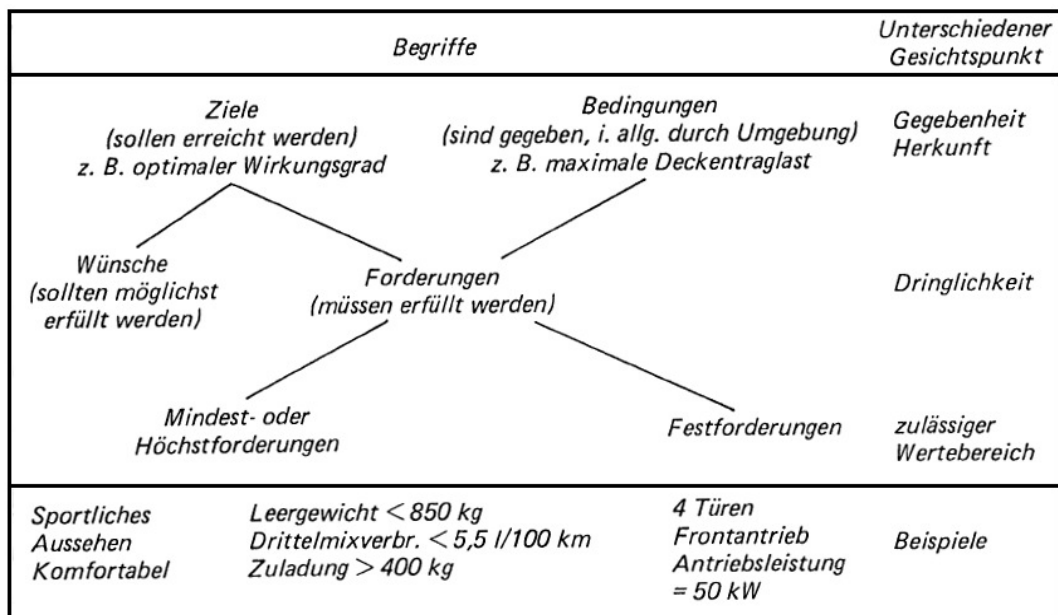 Begriffe
Unterschiedener
Gesichtspunkt
Ziele
(sollen erreicht werden)
z. B. optimaler Wirkungsgrad
Bedingungen
(sind gegeben, i. allg. durch Umgebung)
z. B. maximale Deckentraglast
Gegebenheit
Herkunft
Wünsche
(sollten möglichst
erfüllt werden)
Forderungen
(müssen erfüllt werden)
Dringlichkeit
Mindest- oder
Höchstforderungen
Festforderungen
zulässiger
Wertebereich
Sportliches
Aussehen
Komfortabel
Leergewicht < 850 kg
Drittelmixverbr. < 5,5 l/100 km
Zuladung > 400 kg
4 Türen
Frontantrieb
Antriebsleistung
= 50 kW
Beispiele